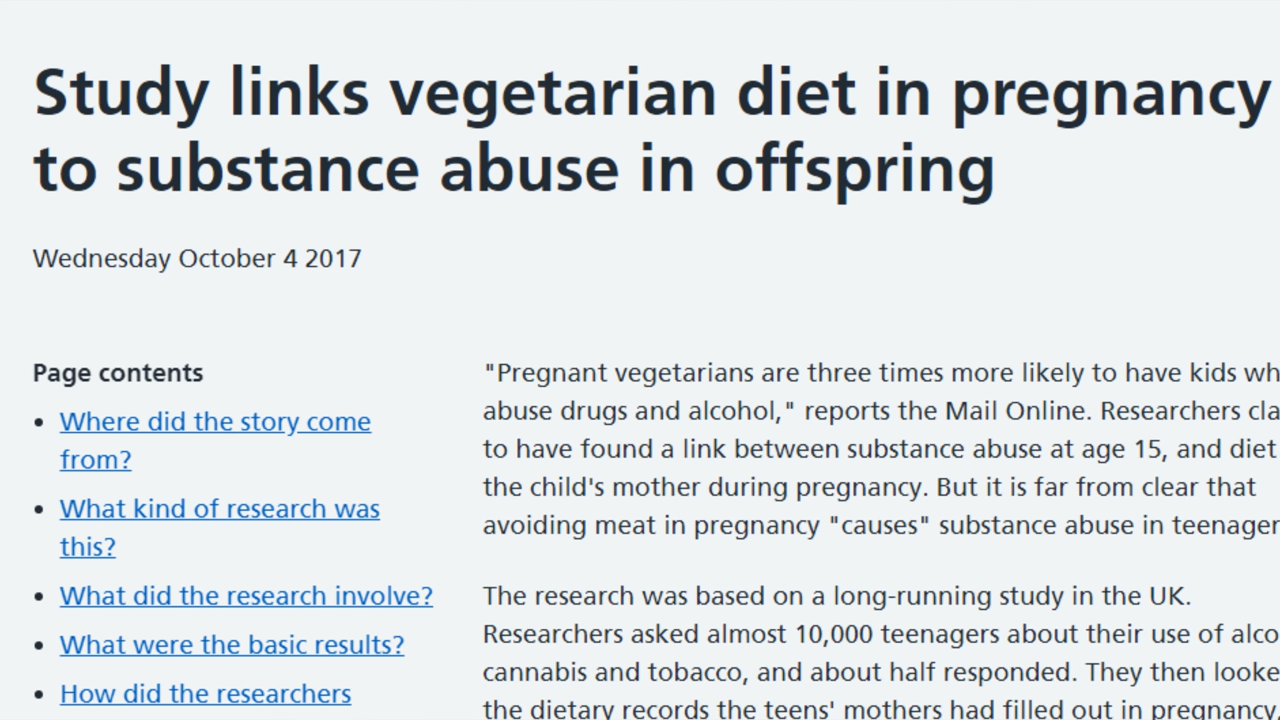 Study links vegetarian diet in pregnancy
to substance abuse in offspring
Wednesday October 4 2017
Page contents
• Where did the story come
from?
• What kind of research was
this?
• What did the research involve?
• What were the basic results?
• How did the researchers
"Pregnant vegetarians are three times more likely to have kids wh
abuse drugs and alcohol," reports the Mail Online. Researchers cla
to have found a link between substance abuse at age 15, and diet
the child's mother during pregnancy. But it is far from clear that
avoiding meat in pregnancy "causes" substance abuse in teenager
The research was based on a long-running study in the UK.
Researchers asked almost 10,000 teenagers about their use of alco
cannabis and tobacco, and about half responded. They then looke
the dietary records the teens' mothers had filled out in pregnancy,